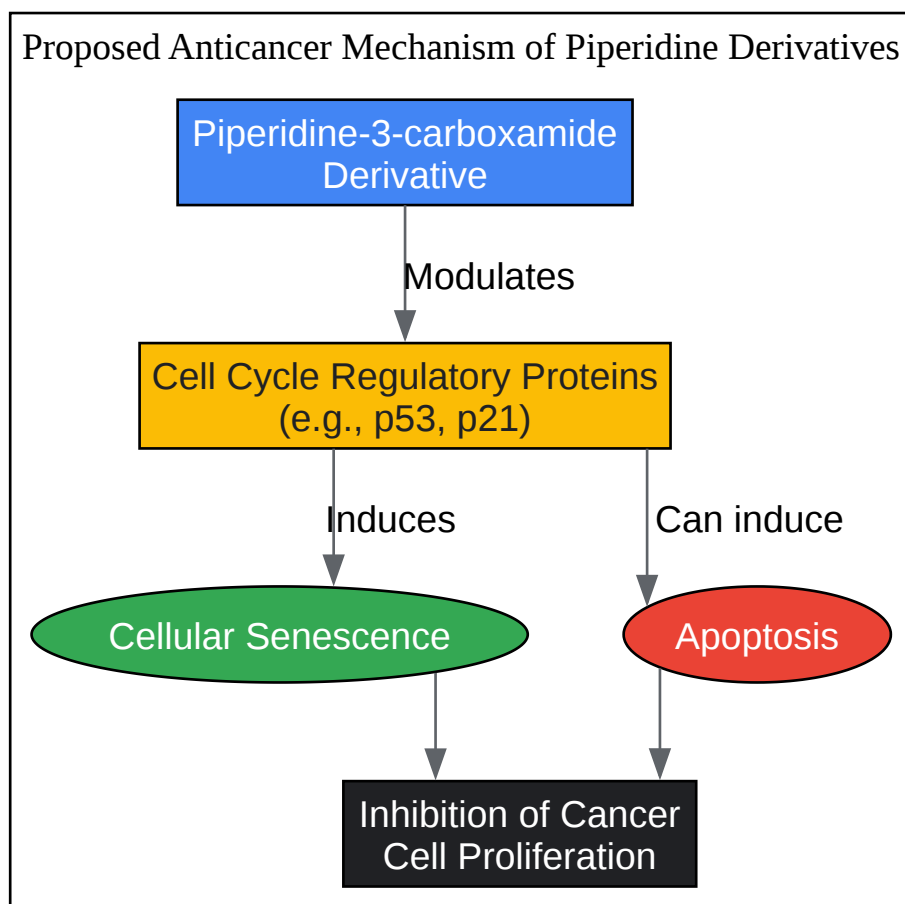 Proposed Anticancer Mechanism of Piperidine Derivatives
Piperidine-3-carboxamide
Derivative
Modulates
Cell Cycle Regulatory Proteins
(e.g., p53, p21)
Induces
Can induce
Cellular Senescence
Apoptosis
Inhibition of Cancer
Cell Proliferation